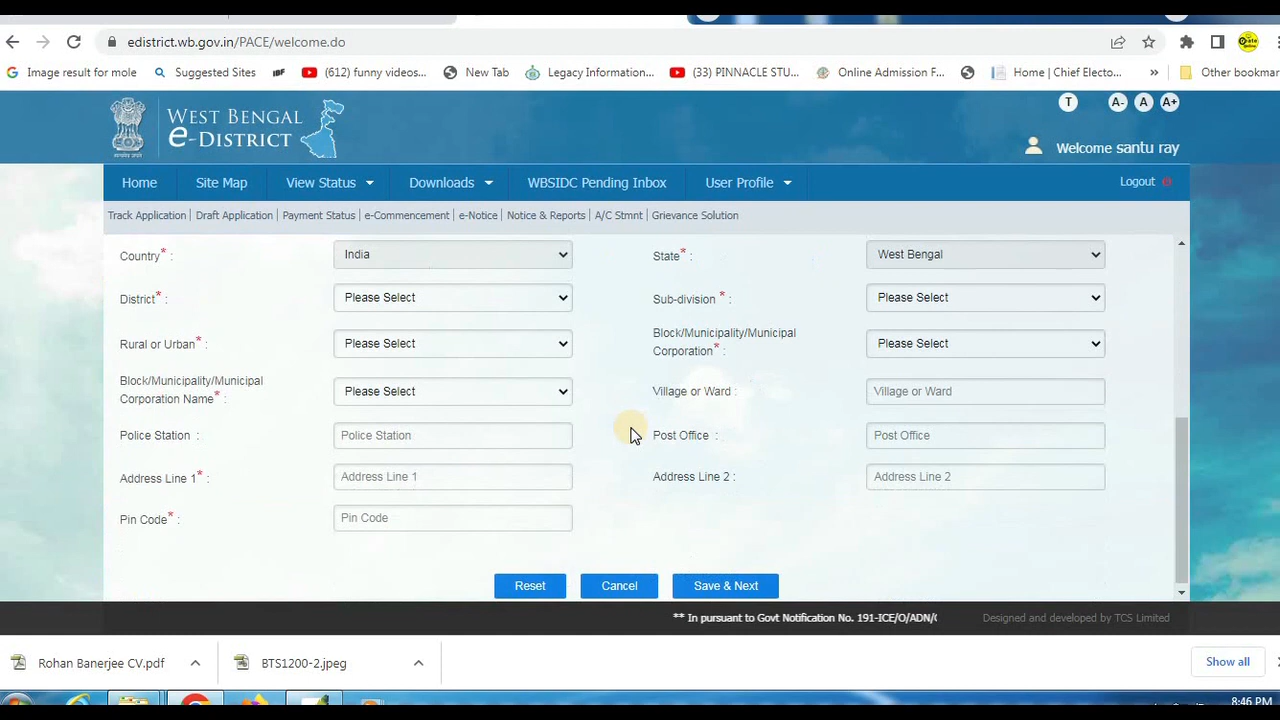 edistrict.wb.gov.in/PACE/welcome.do
Image result for mole
Suggested Sites
(612) funny videos...
New Tab
Legacy Information...
(33) PINNACLE STU...
Online Admission F...
Home | Chief Electo...
»
Other bookmar
WEST BENGAL
e-DISTRICT
T A- A A+
Welcome santu ray
Home Site Map View Status Downloads WBSIDC Pending Inbox User Profile Logout
Track Application | Draft Application | Payment Status | e-Commencement | e-Notice | Notice & Reports | A/C Stmnt | Grievance Solution
Country* : India State* : West Bengal
District* : Please Select Sub-division * : Please Select
Rural or Urban* : Please Select Block/Municipality/Municipal
Corporation* : Please Select
Block/Municipality/Municipal
Corporation Name* : Please Select Village or Ward : Village or Ward
Police Station : Police Station Post Office : Post Office
Address Line 1* : Address Line 1 Address Line 2 : Address Line 2
Pin Code* : Pin Code
Reset Cancel Save & Next
** In pursuant to Govt Notification No. 191-ICE/O/ADN/
Designed and developed by TCS Limited
Rohan Banerjee CV.pdf BTS1200-2.jpeg Show all
8:46 PM